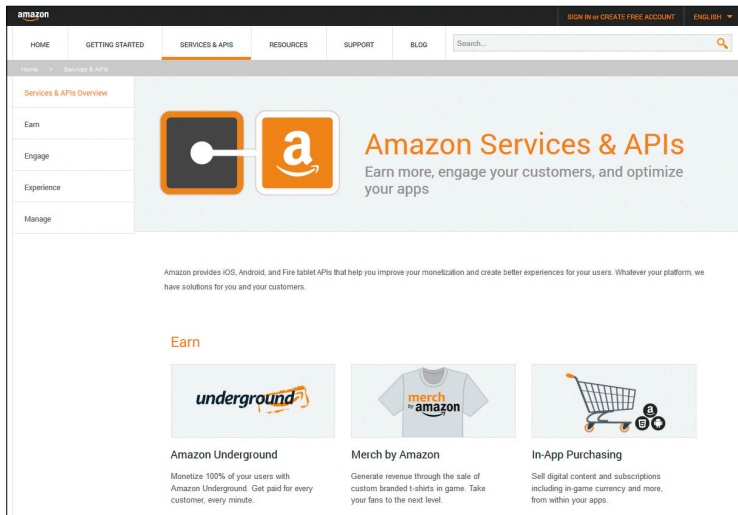 amazon
SIGN IN or CREATE FREE ACCOUNT
ENGLISH
HOME
GETTING STARTED
SERVICES & APIS
RESOURCES
SUPPORT
BLOG
Search...
Home > Services & APIs
Services & APIs Overview
Earn
Engage
Experience
Manage
a
Amazon Services & APIs
Earn more, engage your customers, and optimize
your apps
Amazon provides iOS, Android, and Fire tablet APIs that help you improve your monetization and create better experiences for your users. Whatever your platform, we
have solutions for you and your customers.
Earn
underground
merch
by amazon
a
5
Amazon Underground
Monetize 100% of your users with
Amazon Underground. Get paid for every
customer, every minute.
Merch by Amazon
Generate revenue through the sale of
custom branded t-shirts in game. Take
your fans to the next level.
In-App Purchasing
Sell digital content and subscriptions
including in-game currency and more,
from within your apps.